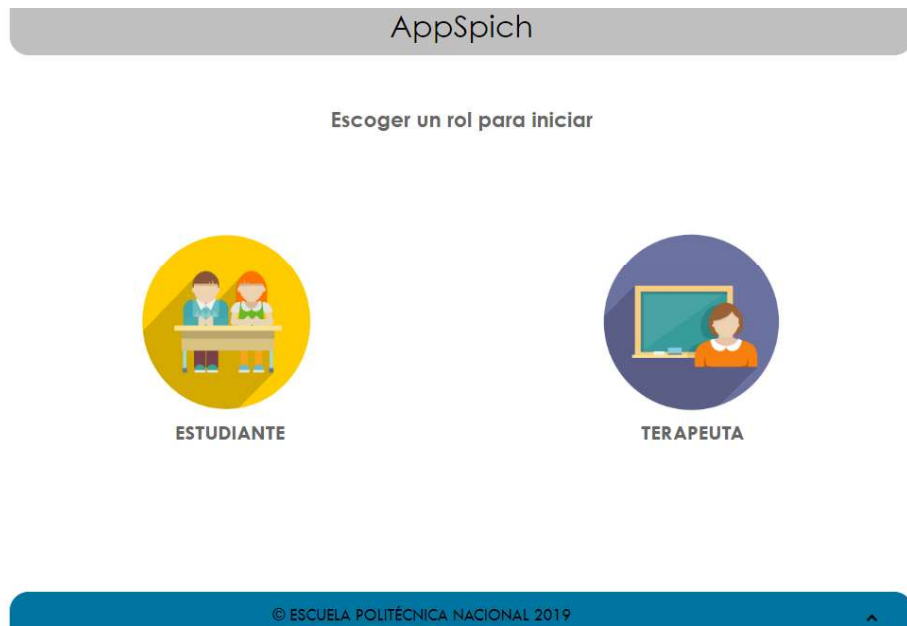 AppSpich
Escoger un rol para iniciar
ESTUDIANTE
TERAPEUTA
© ESCUELA POLITÉCNICA NACIONAL 2019